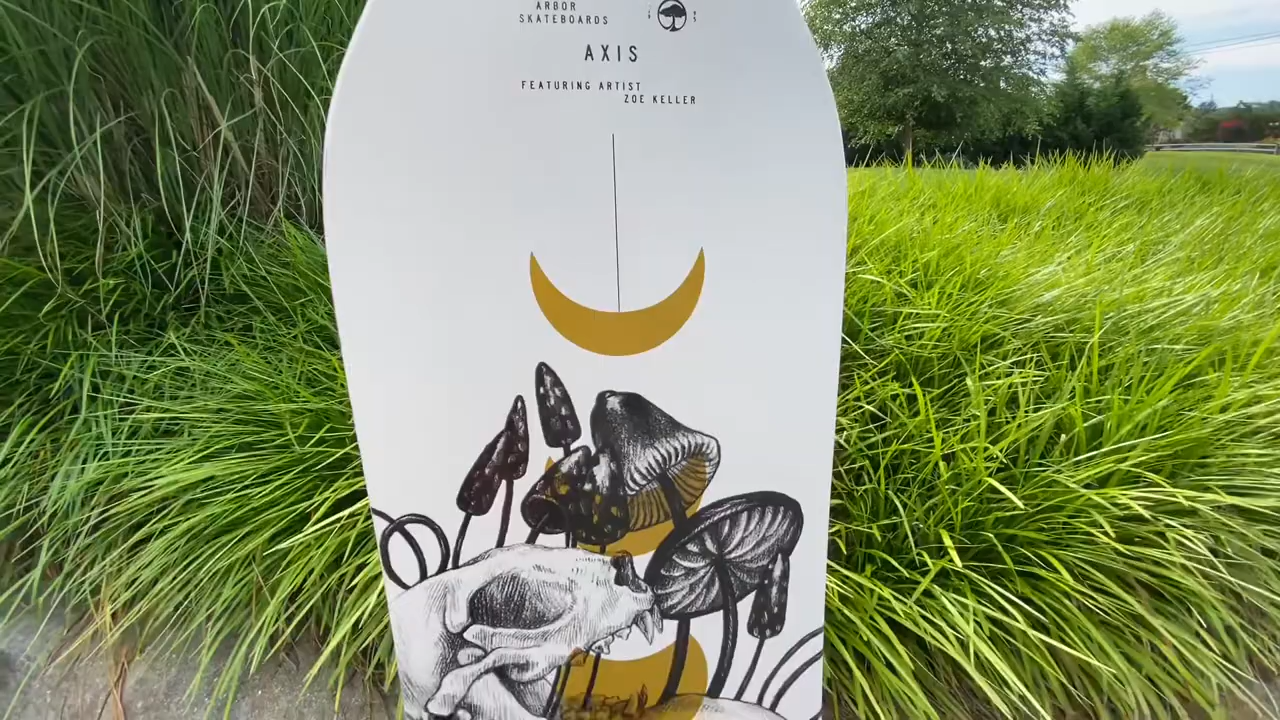 ARBOR
SKATEBOARDS
AXIS
FEATURING ARTIST
ZOE KELLER